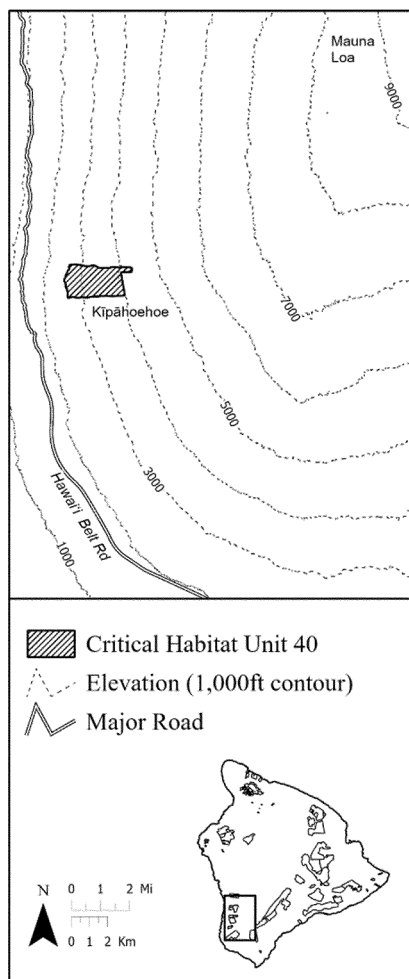 Mauna
Loa
9000
7000
Kīpāhoehoe
5000
3000
Hawai'i Belt Rd
1000
Critical Habitat Unit 40
Elevation (1,000ft contour)
Major Road
N
0 1 2 Mi
0 1 2 Km